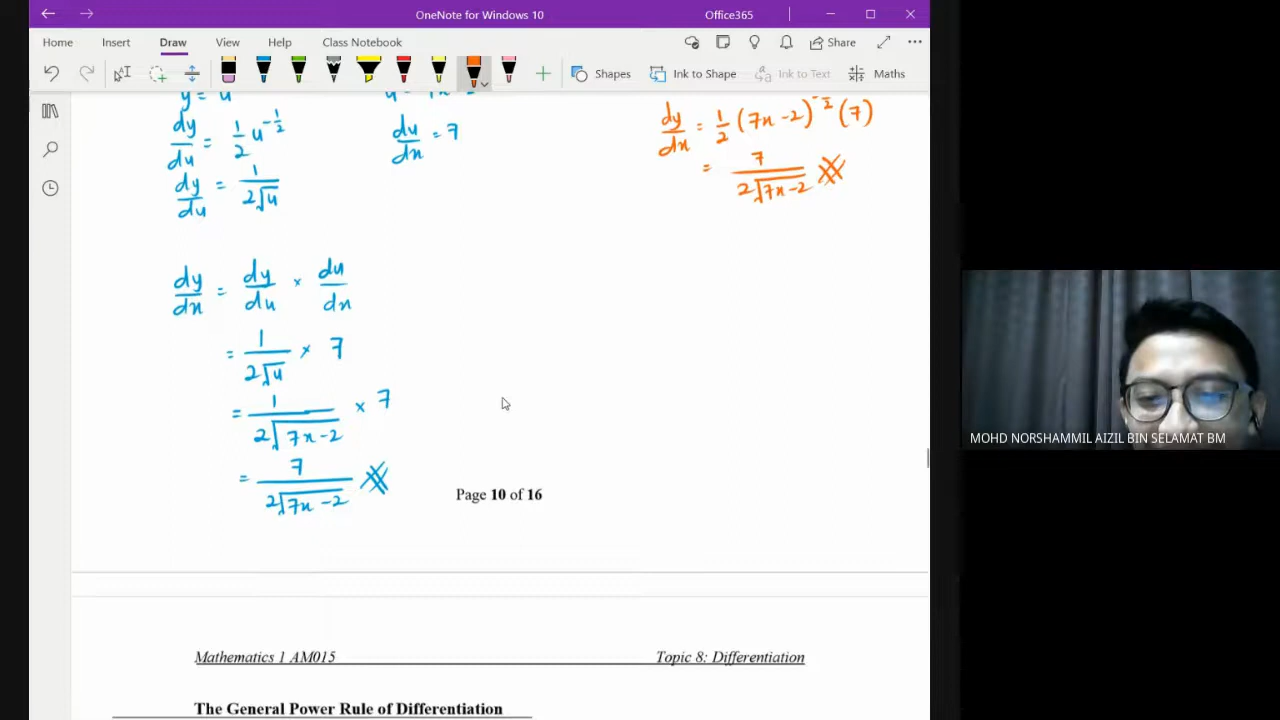 OneNote for Windows 10
Office365
Home Insert Draw View Help Class Notebook
Share
Shapes Ink to Shape Ink to Text Maths
dy/du = 1/2 u^(-1/2)
du/dx = 7
dy/du = 1/(2√u)
dy/dx = 1/2 (7x-2)^(-1/2) (7)
= 7/(2√(7x-2))
dy/dx = dy/du × du/dx
= 1/(2√u) × 7
= 1/(2√(7x-2)) × 7
= 7/(2√(7x-2))
Page 10 of 16
Mathematics 1 AM015
Topic 8: Differentiation
The General Power Rule of Differentiation
MOHD NORSHAMMIL AIZIL BIN SELAMAT BM